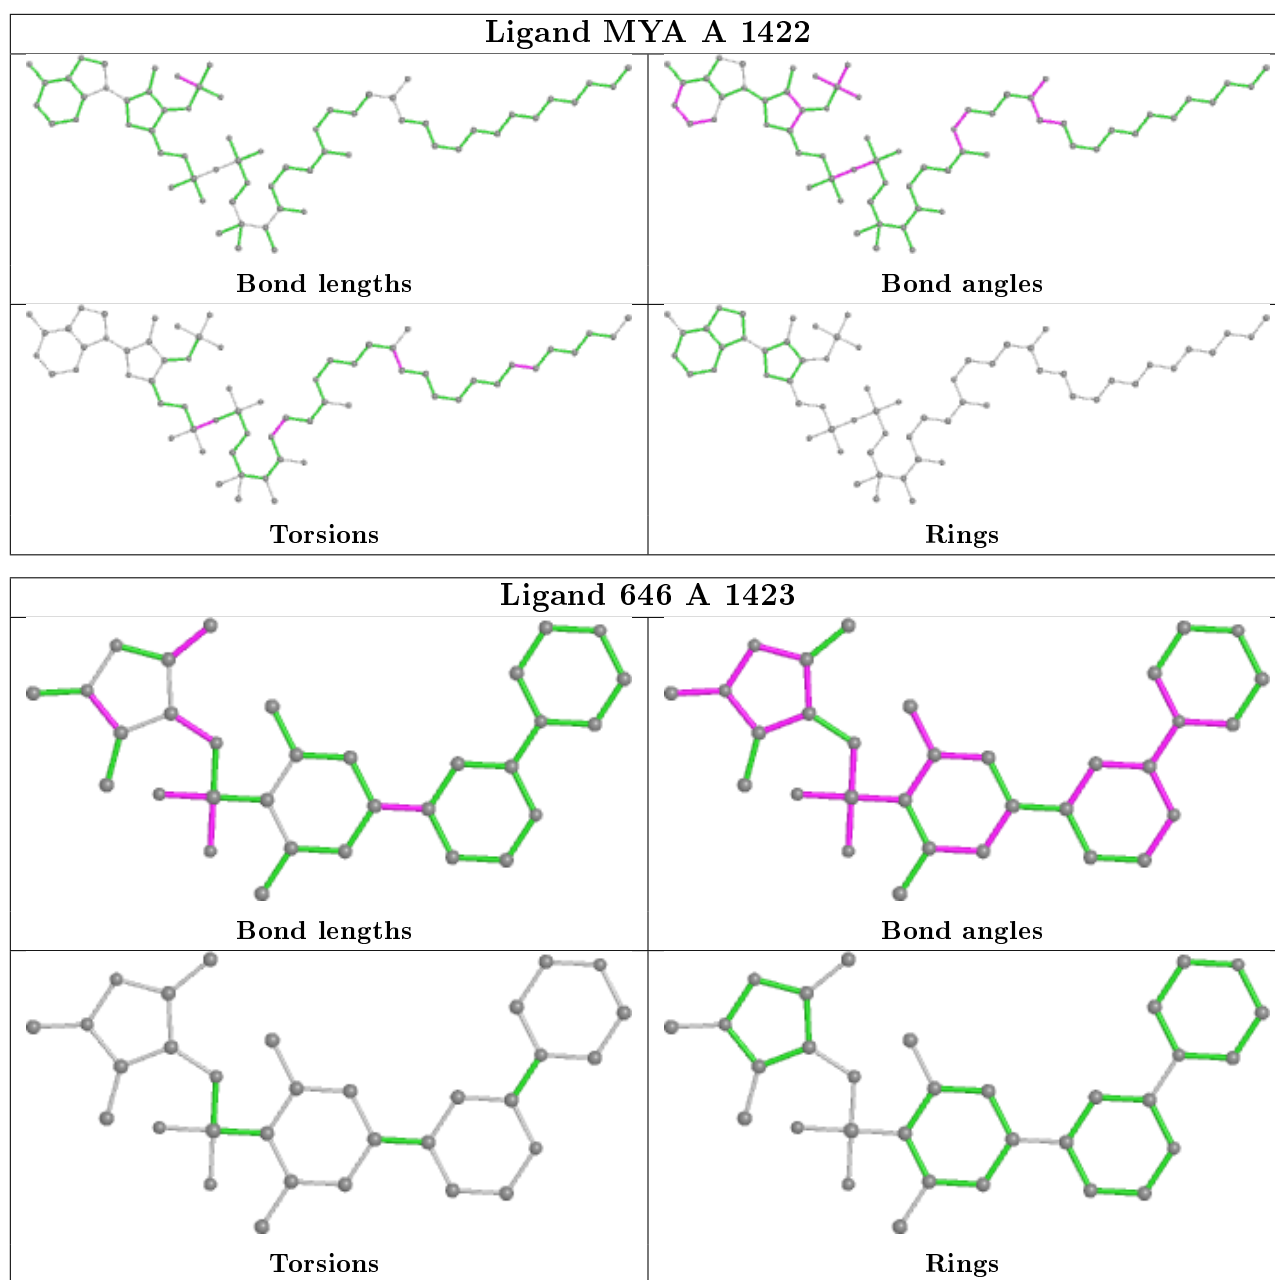 Ligand MYA A 1422
Bond lengths
Bond angles
Torsions
Rings
Ligand 646 A 1423
Bond lengths
Bond angles
Torsions
Rings